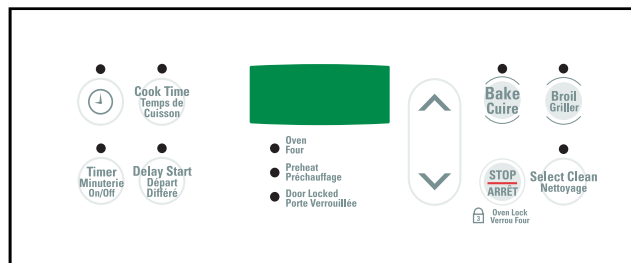 Cook Time
Temps de
Cuisson
Timer
Minuterie
On/Off
Delay Start
Départ
Différé
Oven
Four
Preheat
Préchauffage
Door Locked
Porte Verrouillée
Bake
Cuire
Broil
Griller
STOP
ARRÊT
3
Oven Lock
Verrou Four
Select Clean
Nettoyage